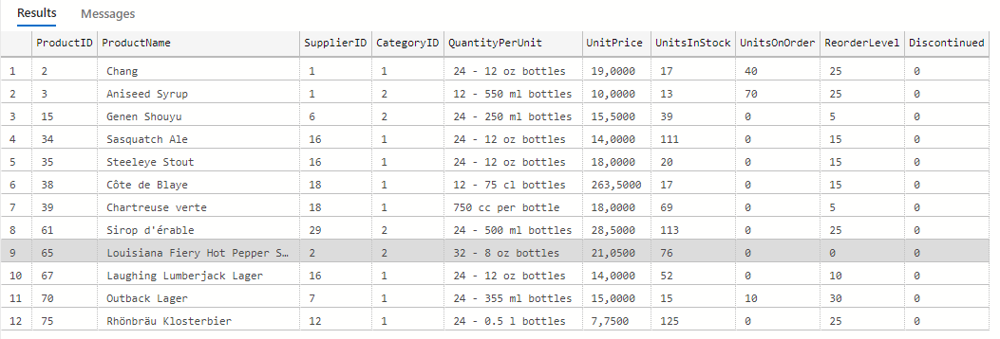 Results Messages
ProductID ProductName SupplierID CategoryID QuantityPerUnit UnitPrice UnitsInStock UnitsOnOrder ReorderLevel Discontinued
1 2 Chang 1 1 24 - 12 oz bottles 19,0000 17 40 25 0
2 3 Aniseed Syrup 1 2 12 - 550 ml bottles 10,0000 13 70 25 0
3 15 Genen Shouyu 6 2 24 - 250 ml bottles 15,5000 39 0 5 0
4 34 Sasquatch Ale 16 1 24 - 12 oz bottles 14,0000 111 0 15 0
5 35 Steeleye Stout 16 1 24 - 12 oz bottles 18,0000 20 0 15 0
6 38 Côte de Blaye 18 1 12 - 75 cl bottles 263,5000 17 0 15 0
7 39 Chartreuse verte 18 1 750 cc per bottle 18,0000 69 0 5 0
8 61 Sirop d'érable 29 2 24 - 500 ml bottles 28,5000 113 0 25 0
9 65 Louisiana Fiery Hot Pepper S… 2 2 32 - 8 oz bottles 21,0500 76 0 0 0
10 67 Laughing Lumberjack Lager 16 1 24 - 12 oz bottles 14,0000 52 0 10 0
11 70 Outback Lager 7 1 24 - 355 ml bottles 15,0000 15 10 30 0
12 75 Rhönbräu Klosterbier 12 1 24 - 0.5 l bottles 7,7500 125 0 25 0